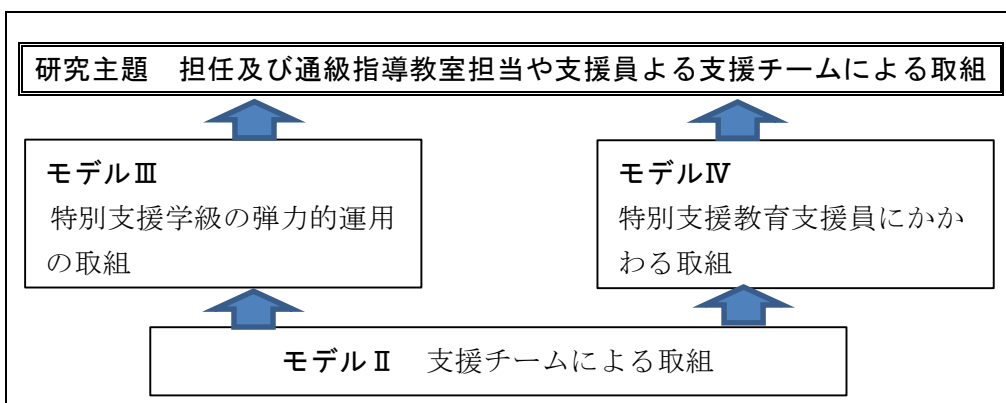 研究主題　担任及び通級指導教室担当や支援員よる支援チームによる取組
モデルⅢ
特別支援学級の弾力的運用
の取組
モデルⅣ
特別支援教育支援員にかか
わる取組
モデルⅡ　支援チームによる取組